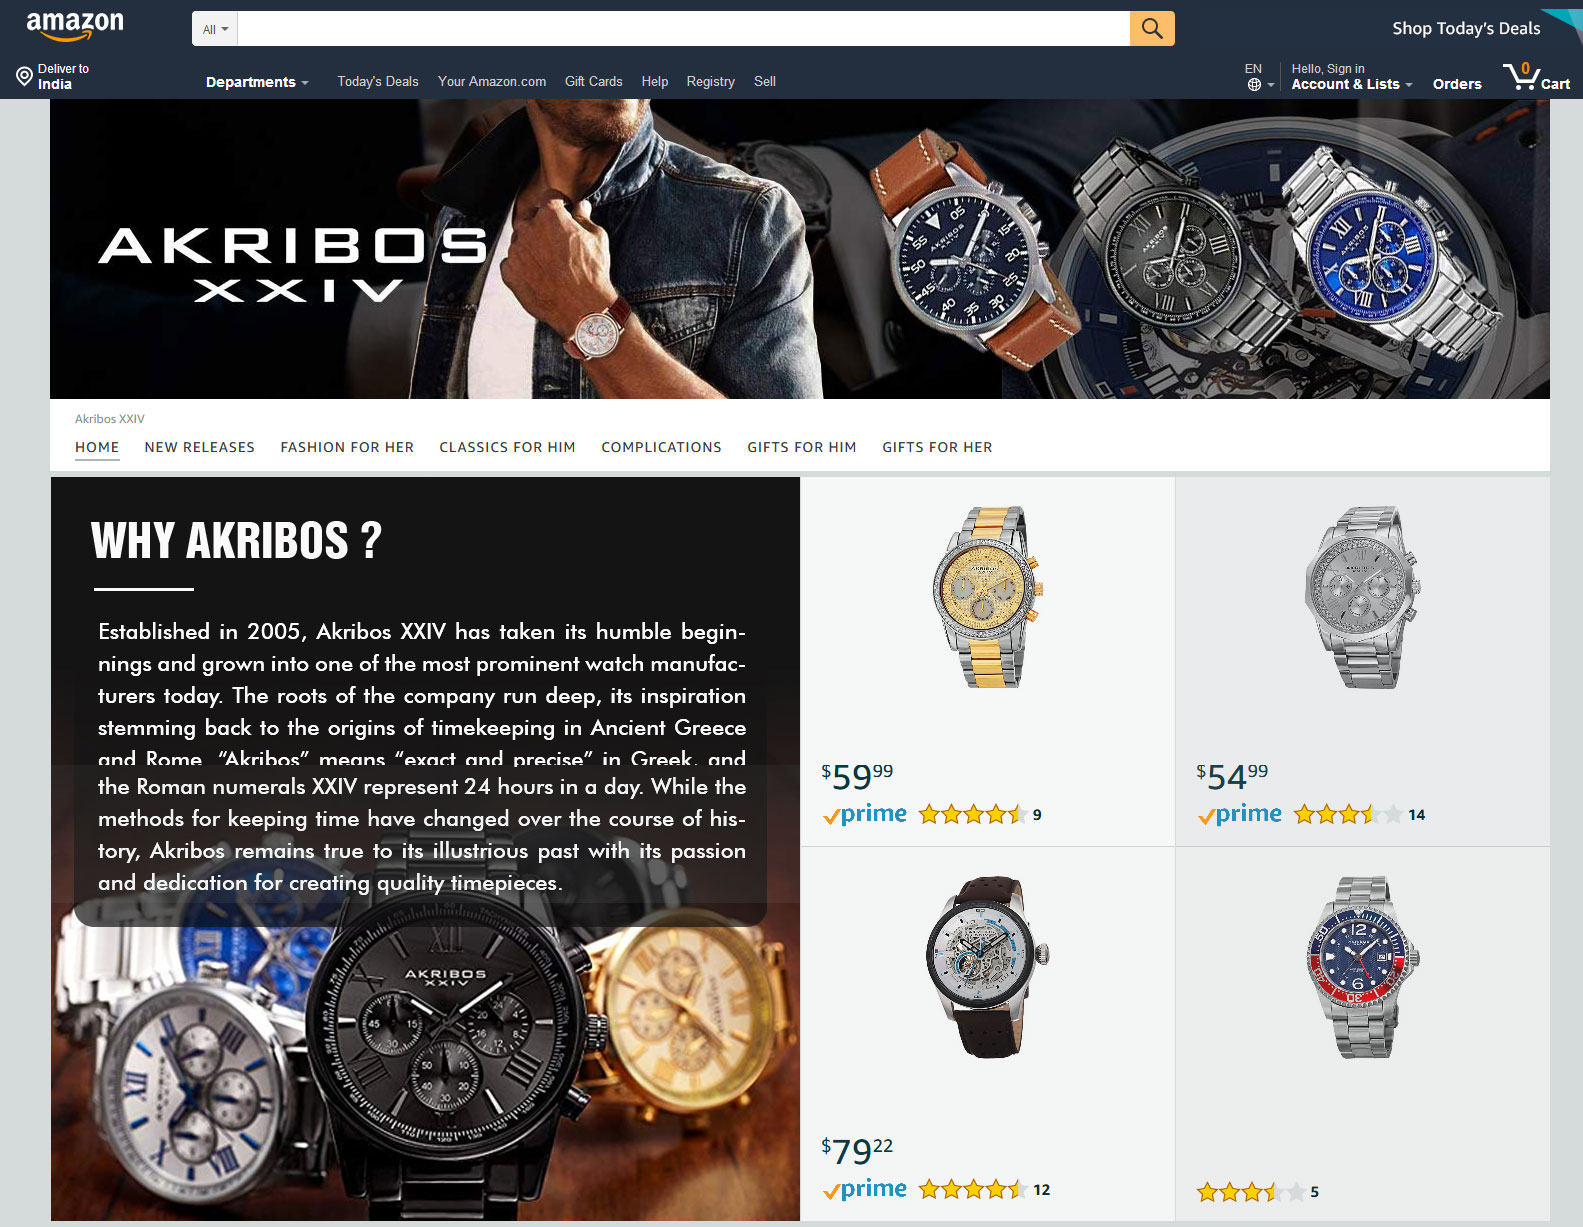 amazon
All
Shop Today's Deals
Deliver to
India
Departments
Today's Deals
Your Amazon.com
Gift Cards
Help
Registry
Sell
EN
Hello, Sign in
Account & Lists
Orders
0
Cart
AKRIBOS
XXIV
Akribos XXIV
HOME
NEW RELEASES
FASHION FOR HER
CLASSICS FOR HIM
COMPLICATIONS
GIFTS FOR HIM
GIFTS FOR HER
WHY AKRIBOS ?
Established in 2005, Akribos XXIV has taken its humble begin-
nings and grown into one of the most prominent watch manufac-
turers today. The roots of the company run deep, its inspiration
stemming back to the origins of timekeeping in Ancient Greece
and Rome. “Akribos” means “exact and precise” in Greek, and
the Roman numerals XXIV represent 24 hours in a day. While the
methods for keeping time have changed over the course of his-
tory, Akribos remains true to its illustrious past with its passion
and dedication for creating quality timepieces.
AKRIBOS
XXIV
$59 99
prime
9
$54 99
prime
14
$79 22
prime
12
5